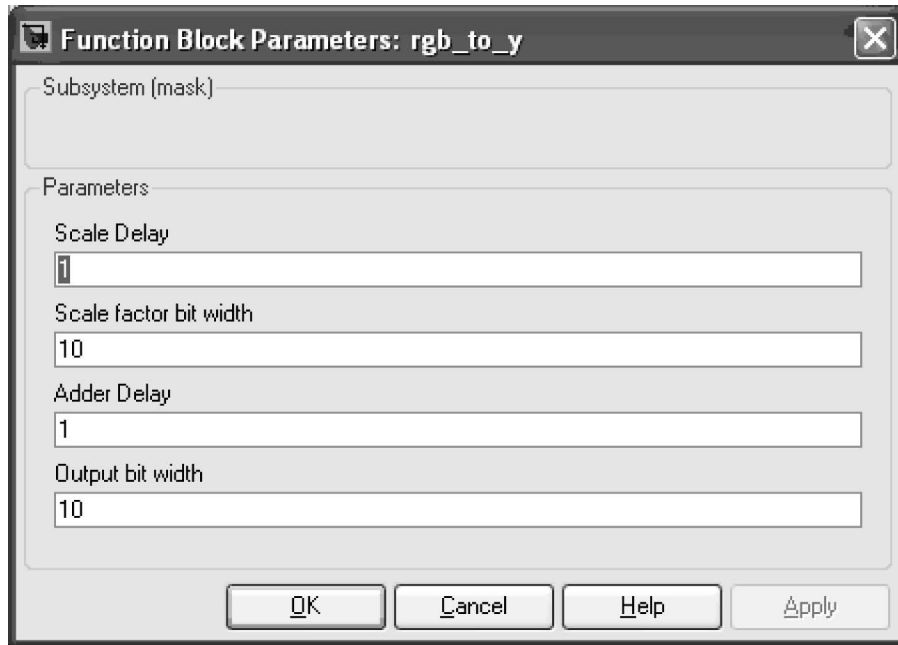 Function Block Parameters: rgb_to_y
Subsystem (mask)
Parameters
Scale Delay
1
Scale factor bit width
10
Adder Delay
1
Output bit width
10
OK Cancel Help Apply